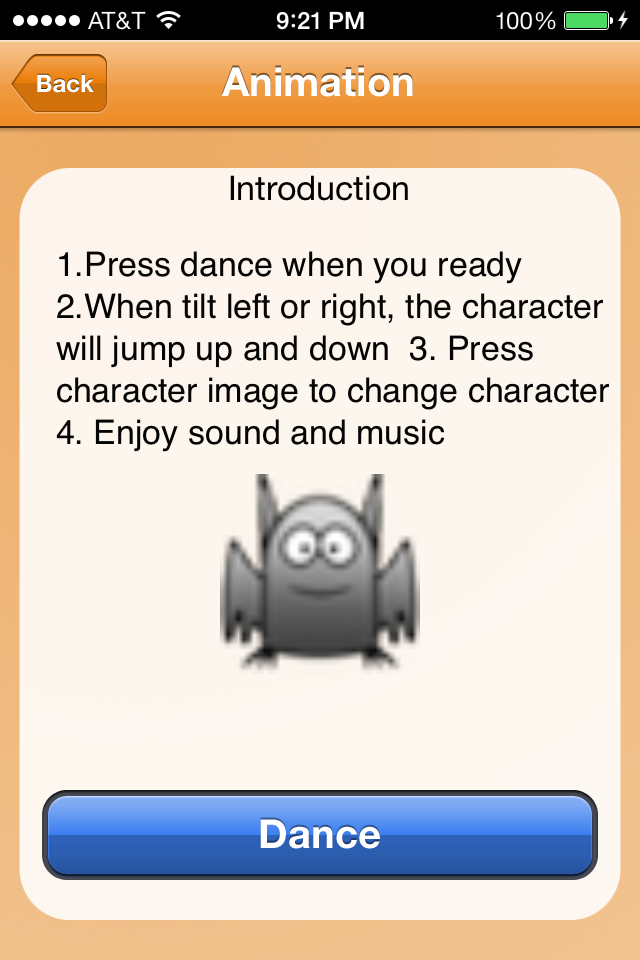 AT&T 9:21 PM 100%
Back Animation
Introduction
1.Press dance when you ready
2.When tilt left or right, the character
will jump up and down  3. Press
character image to change character
4. Enjoy sound and music
Dance